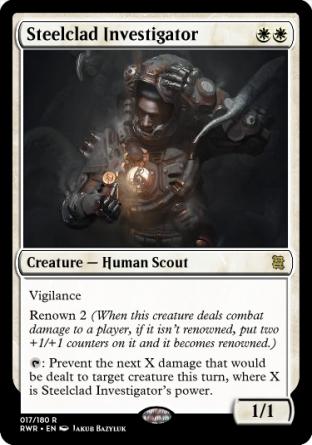 Steelclad Investigator
Creature — Human Scout
Vigilance
Renown 2 (When this creature deals combat
damage to a player, if it isn't renowned, put two
+1/+1 counters on it and it becomes renowned.)
: Prevent the next X damage that would
be dealt to target creature this turn, where X
is Steelclad Investigator's power.
1/1
017/180 R
RWR • EN Jakub Bazyluk